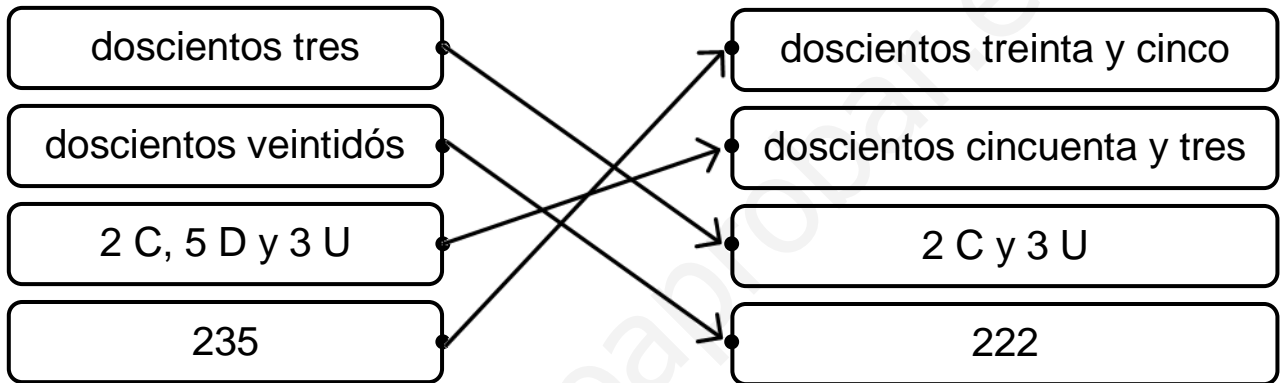 doscientos tres
doscientos treinta y cinco
doscientos veintidós
doscientos cincuenta y tres
2 C, 5 D y 3 U
2 C y 3 U
235
222